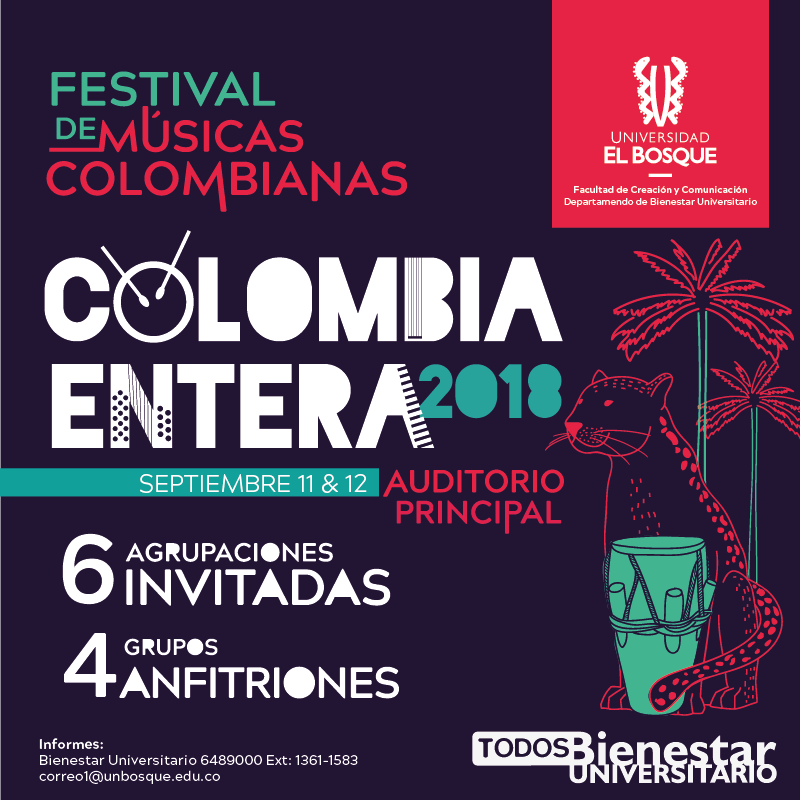 FESTIVAL
DE MÚSICAS
COLOMBIANAS
UNIVERSIDAD
EL BOSQUE
Facultad de Creación y Comunicación
Departamendo de Bienestar Universitario
COLOMBIA
ENTERA 2018
SEPTIEMBRE 11 & 12 AUDITORIO
PRINCIPAL
6 AGRUPACIONES
INVITADAS
4 GRUPOS
ANFITRIONES
Informes:
Bienestar Universitario 6489000 Ext: 1361-1583
correo1@unbosque.edu.co
TODOS Bienestar
UNIVERSITARIO